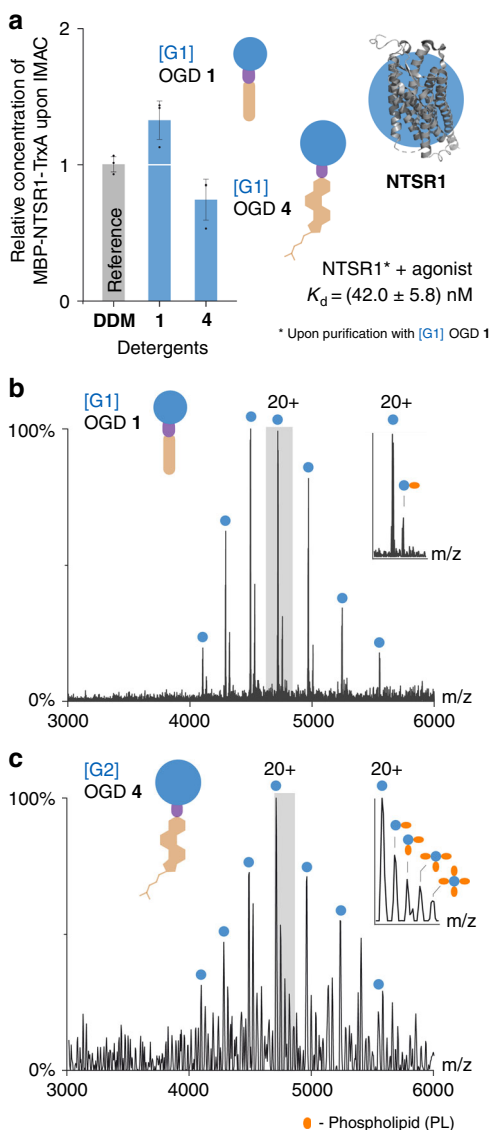 a
Relative concentration of
MBP-NTSR1-TrxA upon IMAC
2
1
0
Reference
DDM
1
4
Detergents
[G1]
OGD 1
[G1]
OGD 4
NTSR1
NTSR1* + agonist
Kd = (42.0 ± 5.8) nM
* Upon purification with [G1] OGD 1
b
[G1]
OGD 1
20+
100%
0%
m/z
m/z
3000
4000
5000
6000
c
[G2]
OGD 4
20+
20+
100%
0%
m/z
m/z
3000
4000
5000
6000
- Phospholipid (PL)